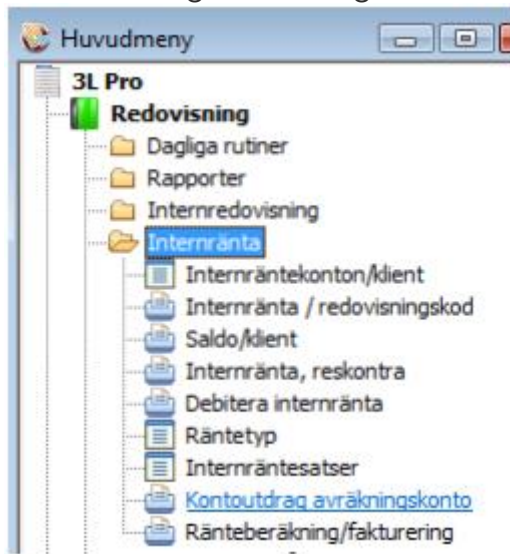 Huvudmeny
3L Pro
Redovisning
Dagliga rutiner
Rapporter
Internredovisning
Internränta
Internräntekonton/klient
Internränta / redovisningskod
Saldo/klient
Internränta, reskontra
Debitera internränta
Räntetyp
Internräntesatser
Kontoutdrag avräkningskonto
Ränteberäkning/fakturering